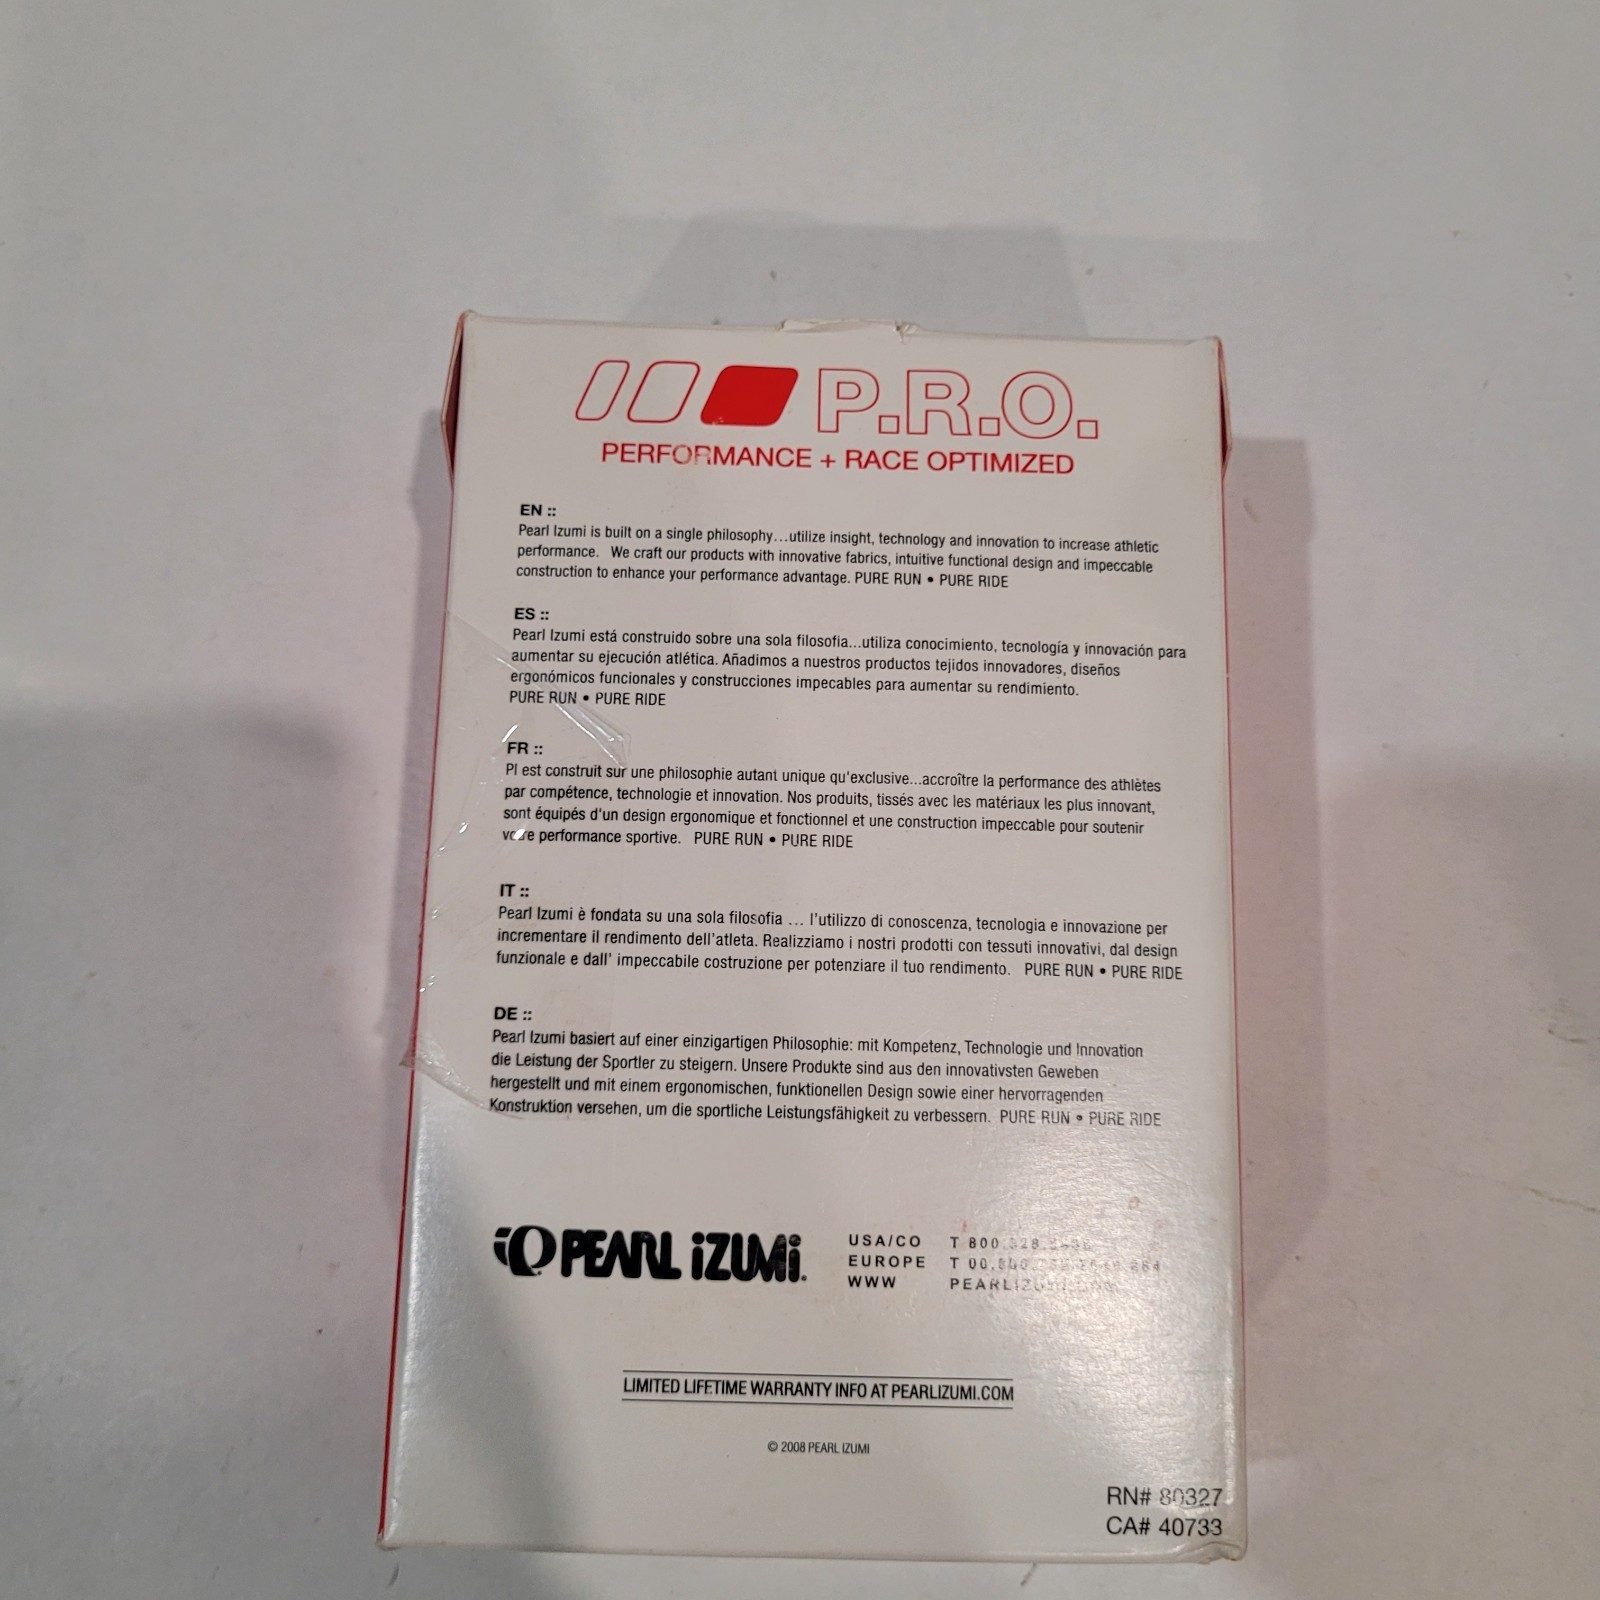 P.R.O.
PERFORMANCE + RACE OPTIMIZED
EN ::
Pearl Izumi is built on a single philosophy...utilize insight, technology and innovation to increase athletic
performance. We craft our products with innovative fabrics, intuitive functional design and impeccable
construction to enhance your performance advantage. PURE RUN • PURE RIDE
ES ::
Pearl Izumi está construido sobre una sola filosofia...utiliza conocimiento, tecnología y innovación para
aumentar su ejecución atlética. Añadimos a nuestros productos tejidos innovadores, diseños
ergonómicos funcionales y construcciones impecables para aumentar su rendimiento.
PURE RUN • PURE RIDE
FR ::
PI est construit sur une philosophie autant unique qu'exclusive...accroître la performance des athlètes
par compétence, technologie et innovation. Nos produits, tissés avec les matériaux les plus innovant,
sont équipés d'un design ergonomique et fonctionnel et une construction impeccable pour soutenir
votre performance sportive. PURE RUN • PURE RIDE
IT ::
Pearl Izumi è fondata su una sola filosofia ... l'utilizzo di conoscenza, tecnologia e innovazione per
incrementare il rendimento dell'atleta. Realizziamo i nostri prodotti con tessuti innovativi, dal design
funzionale e dall' impeccabile costruzione per potenziare il tuo rendimento. PURE RUN • PURE RIDE
DE ::
Pearl Izumi basiert auf einer einzigartigen Philosophie: mit Kompetenz, Technologie und Innovation
die Leistung der Sportler zu steigern. Unsere Produkte sind aus den innovativsten Geweben
hergestellt und mit einem ergonomischen, funktionellen Design sowie einer hervorragenden
Konstruktion versehen, um die sportliche Leistungsfähigkeit zu verbessern. PURE RUN • PURE RIDE
PEARL iZUMi.
USA/CO T 800
EUROPE T
WWW
LIMITED LIFETIME WARRANTY INFO AT PEARLIZUMI.COM
© 2008 PEARL IZUMI
RN# 80327
CA# 40733